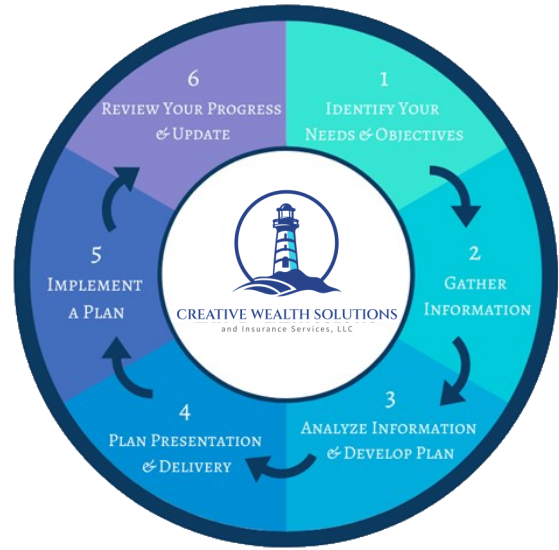 1
Identify Your
Needs & Objectives
2
Gather
Information
3
Analyze Information
& Develop Plan
4
Plan Presentation
& Delivery
5
Implement
a Plan
6
Review Your Progress
& Update
CREATIVE WEALTH SOLUTIONS
and Insurance Services, LLC